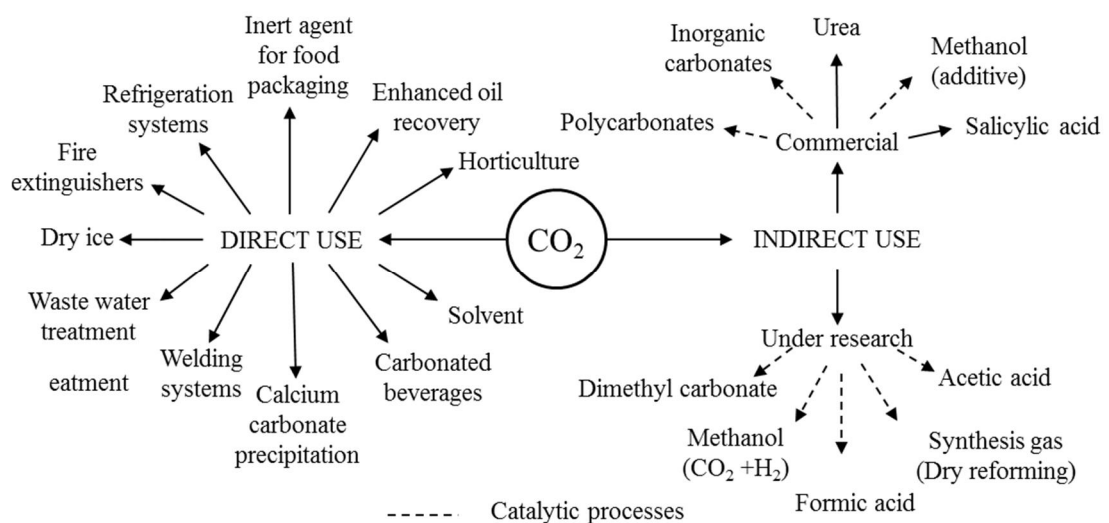 Inert agent
for food
packaging
Refrigeration
systems
Enhanced oil
recovery
Fire
extinguishers
Horticulture
Dry ice
DIRECT USE
Waste water
treatment
eatment
Welding
systems
Calcium
carbonate
precipitation
Carbonated
beverages
Solvent
CO₂
INDIRECT USE
Commercial
Polycarbonates
Inorganic
carbonates
Urea
Methanol
(additive)
Salicylic acid
Under research
Dimethyl carbonate
Methanol
(CO₂ +H₂)
Formic acid
Synthesis gas
(Dry reforming)
Acetic acid
Catalytic processes